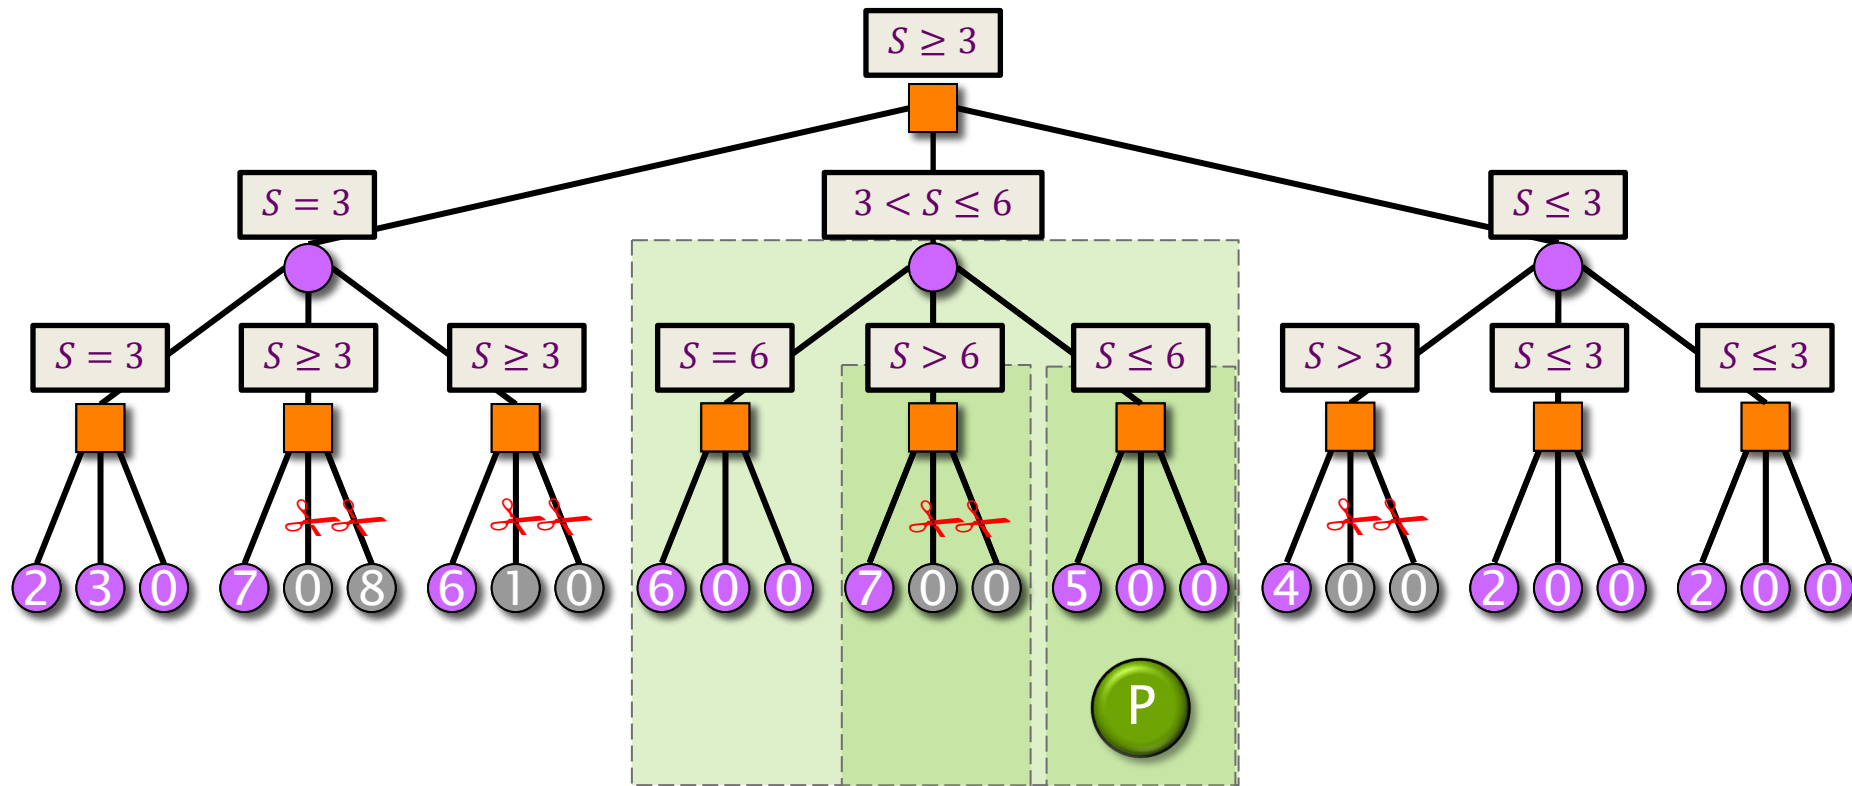 S ≥ 3
S = 3
3 < S ≤ 6
S ≤ 3
S = 3
S ≥ 3
S ≥ 3
S = 6
S > 6
S ≤ 6
S > 3
S ≤ 3
S ≤ 3
2 3 0 7 0 8 6 1 0 6 0 0 7 0 0 5 0 0 4 0 0 2 0 0 2 0 0
P